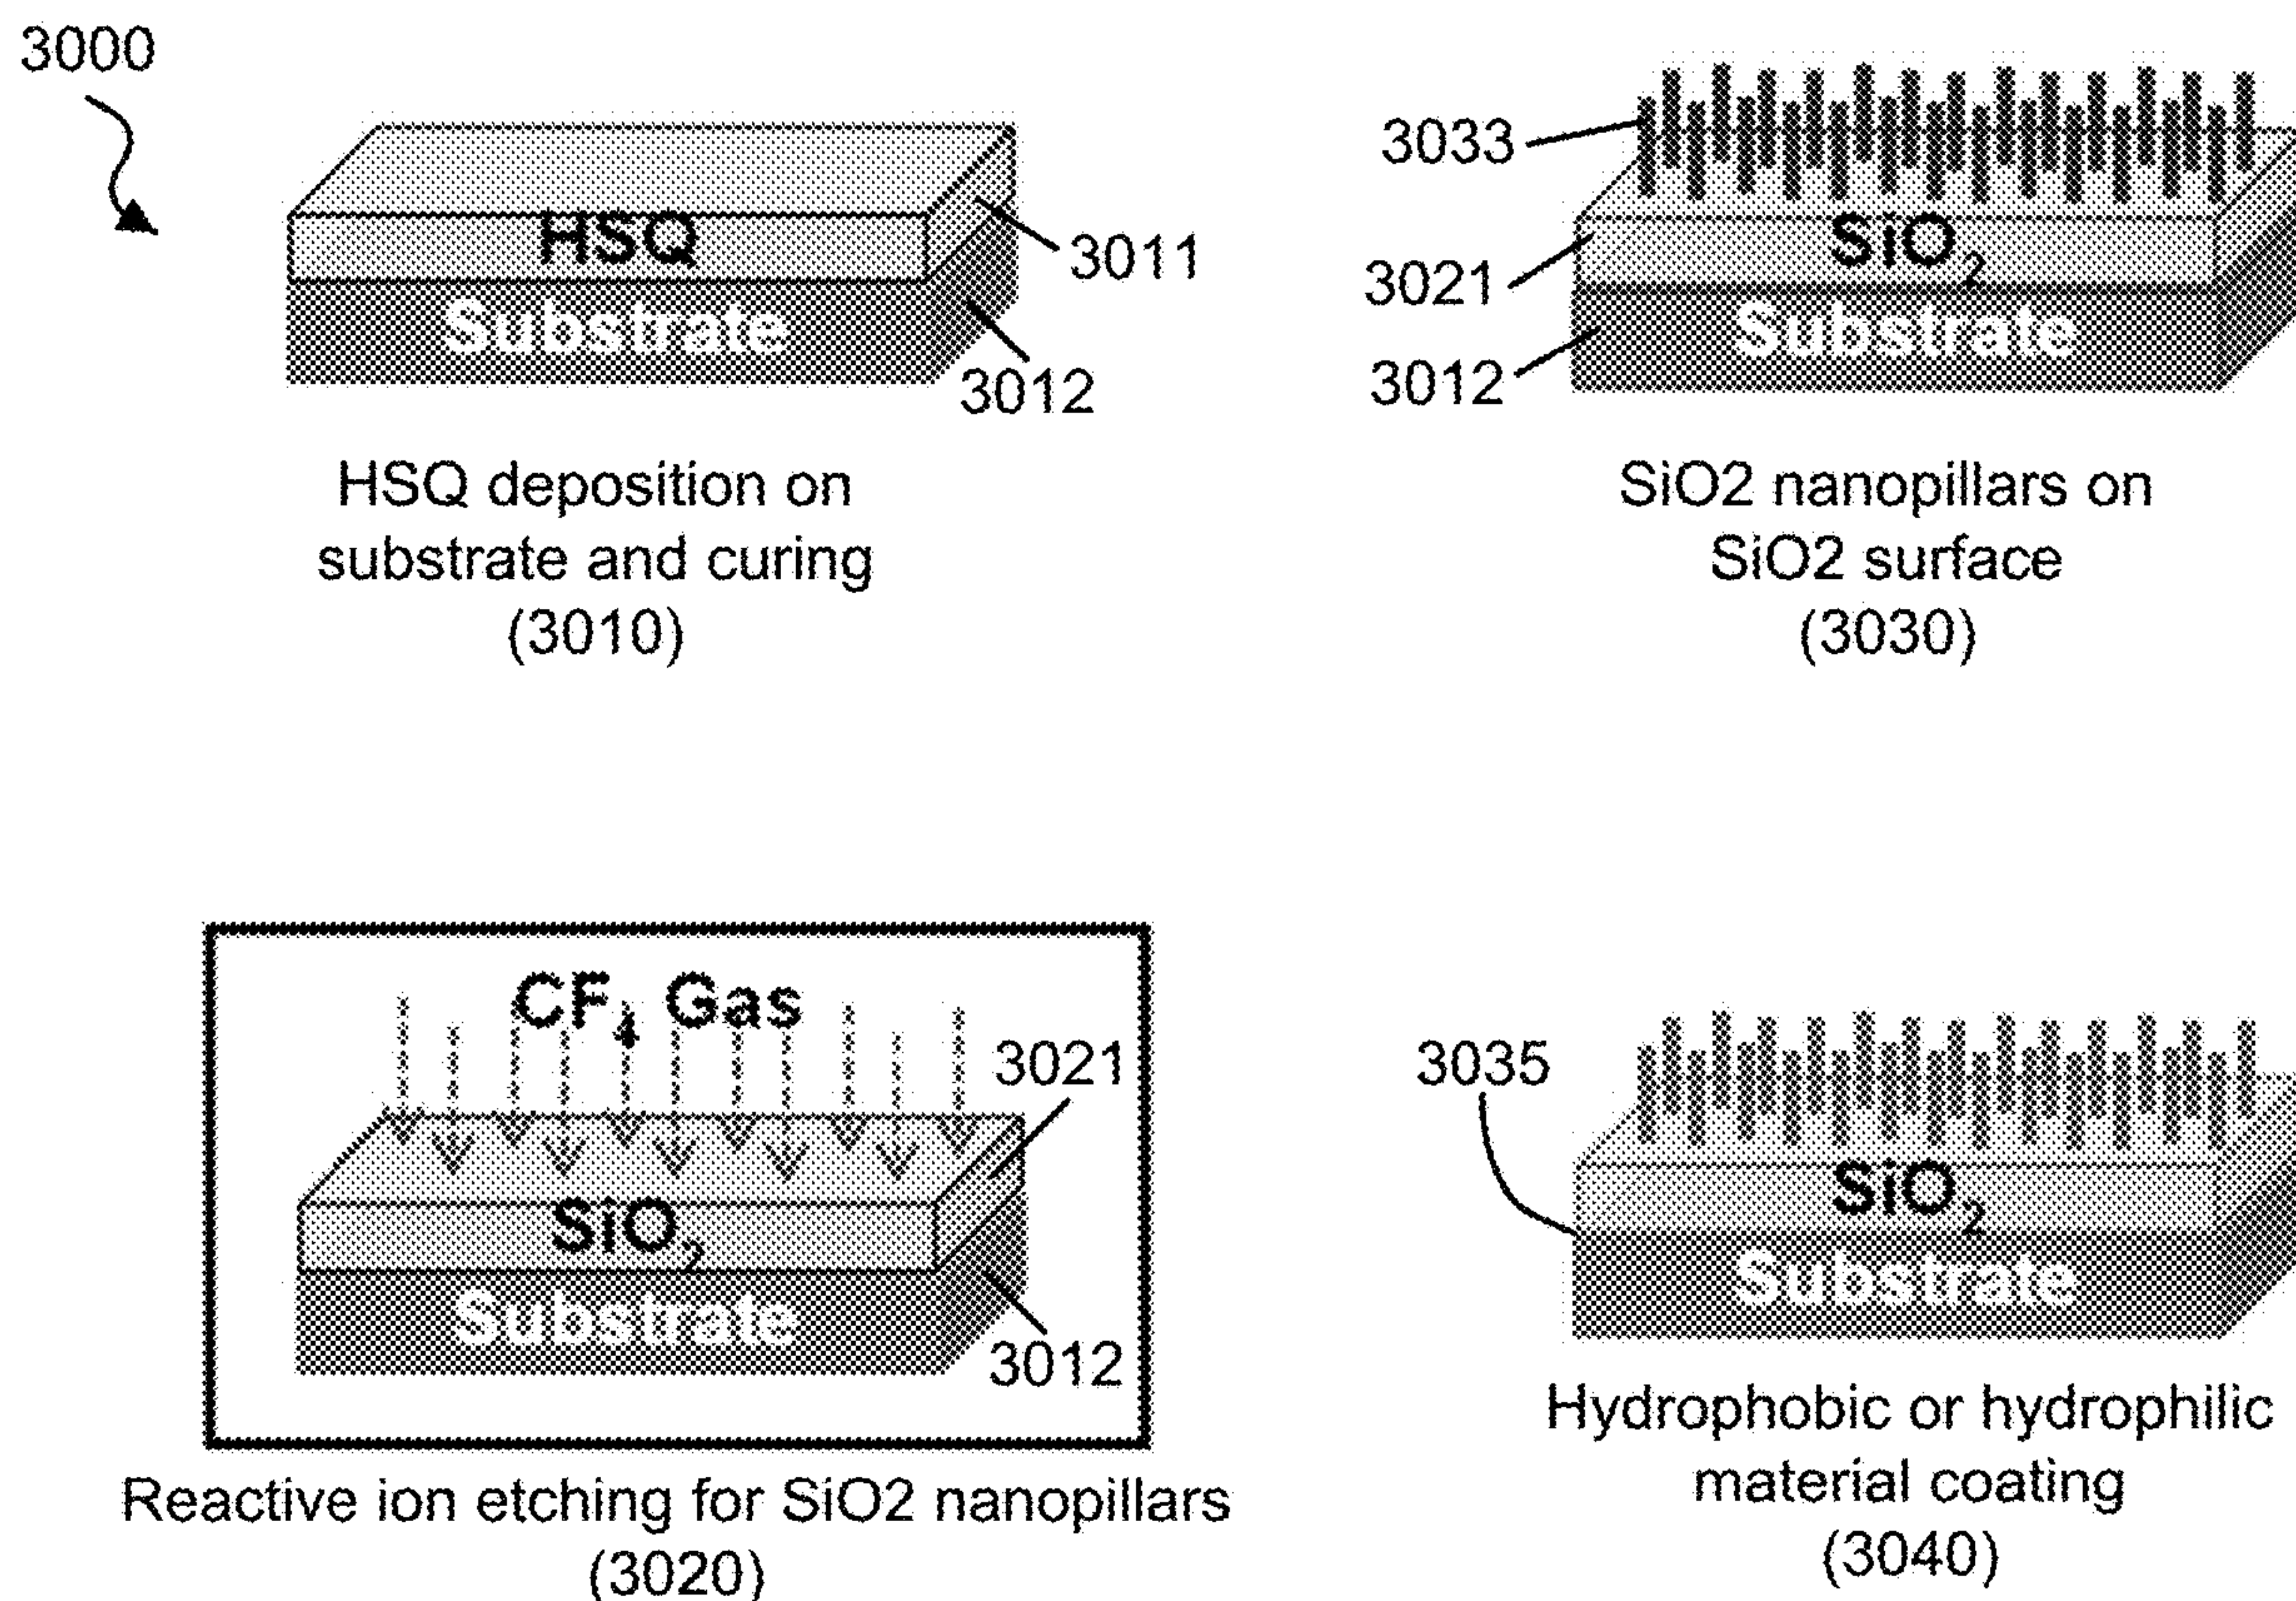 3000
HSQ
Substrate
3011
3012
HSQ deposition on
substrate and curing
(3010)
3033
3021
3012
SiO₂
Substrate
SiO2 nanopillars on
SiO2 surface
(3030)
CF₄ Gas
3021
SiO₂
Substrate
3012
Reactive ion etching for SiO2 nanopillars
(3020)
3035
SiO₂
Substrate
Hydrophobic or hydrophilic
material coating
(3040)